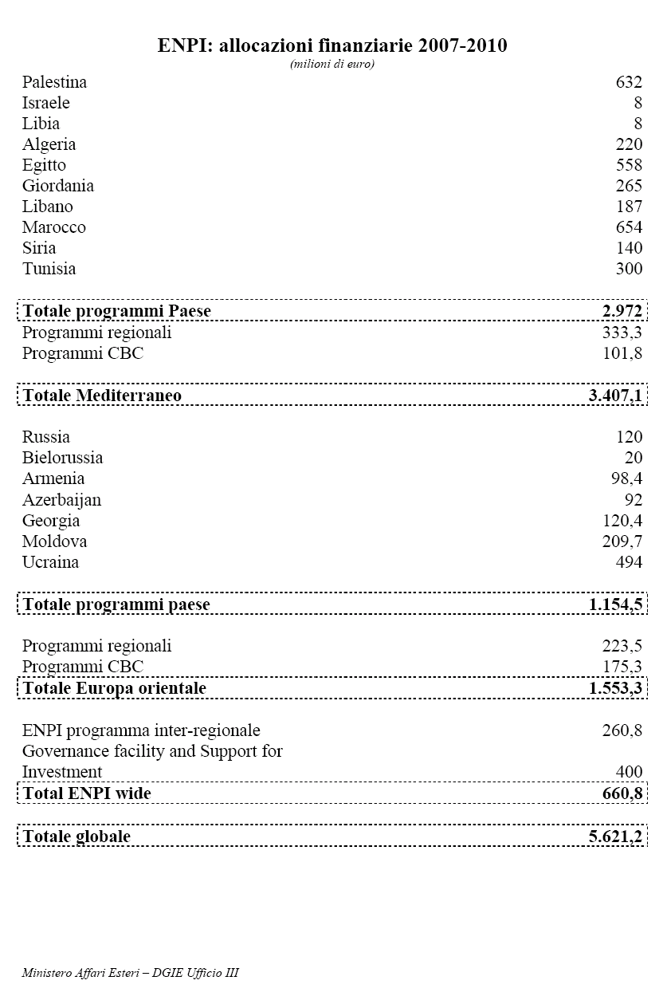 ENPI: allocazioni finanziarie 2007-2010
(milioni di euro)
Palestina 632
Israele 8
Libia 8
Algeria 220
Egitto 558
Giordania 265
Libano 187
Marocco 654
Siria 140
Tunisia 300
Totale programmi Paese 2.972
Programmi regionali 333,3
Programmi CBC 101,8
Totale Mediterraneo 3.407,1
Russia 120
Bielorussia 20
Armenia 98,4
Azerbaijan 92
Georgia 120,4
Moldova 209,7
Ucraina 494
Totale programmi paese 1.154,5
Programmi regionali 223,5
Programmi CBC 175,3
Totale Europa orientale 1.553,3
ENPI programma inter-regionale 260,8
Governance facility and Support for
Investment 400
Total ENPI wide 660,8
Totale globale 5.621,2
Ministero Affari Esteri – DGIE Ufficio III